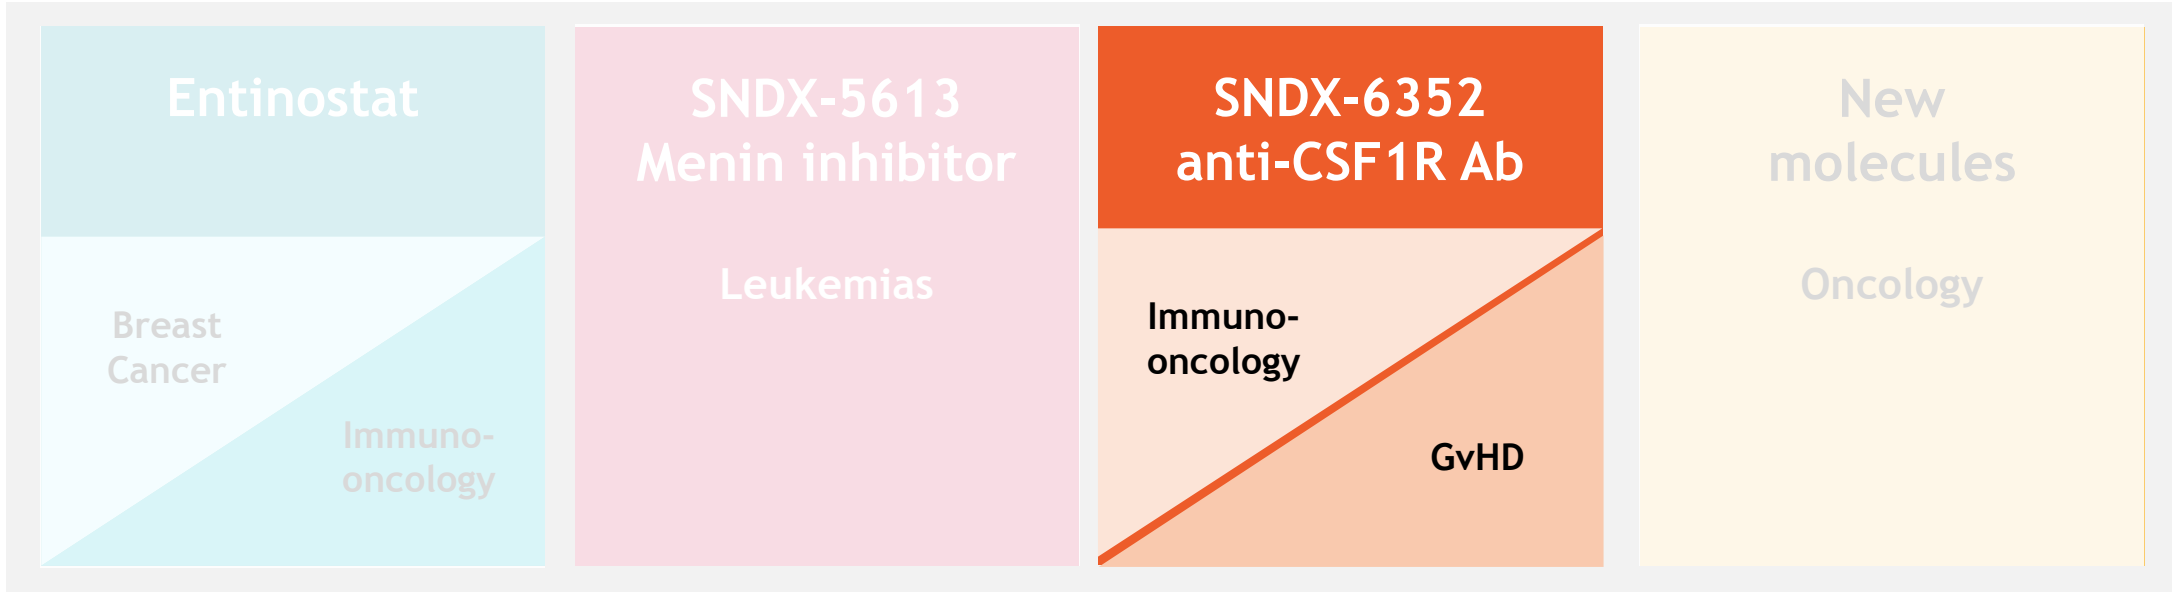 Entinostat
Breast
Cancer
Immuno-
oncology
SNDX-5613
Menin inhibitor
Leukemias
SNDX-6352
anti-CSF1R Ab
Immuno-
oncology
GvHD
New
molecules
Oncology